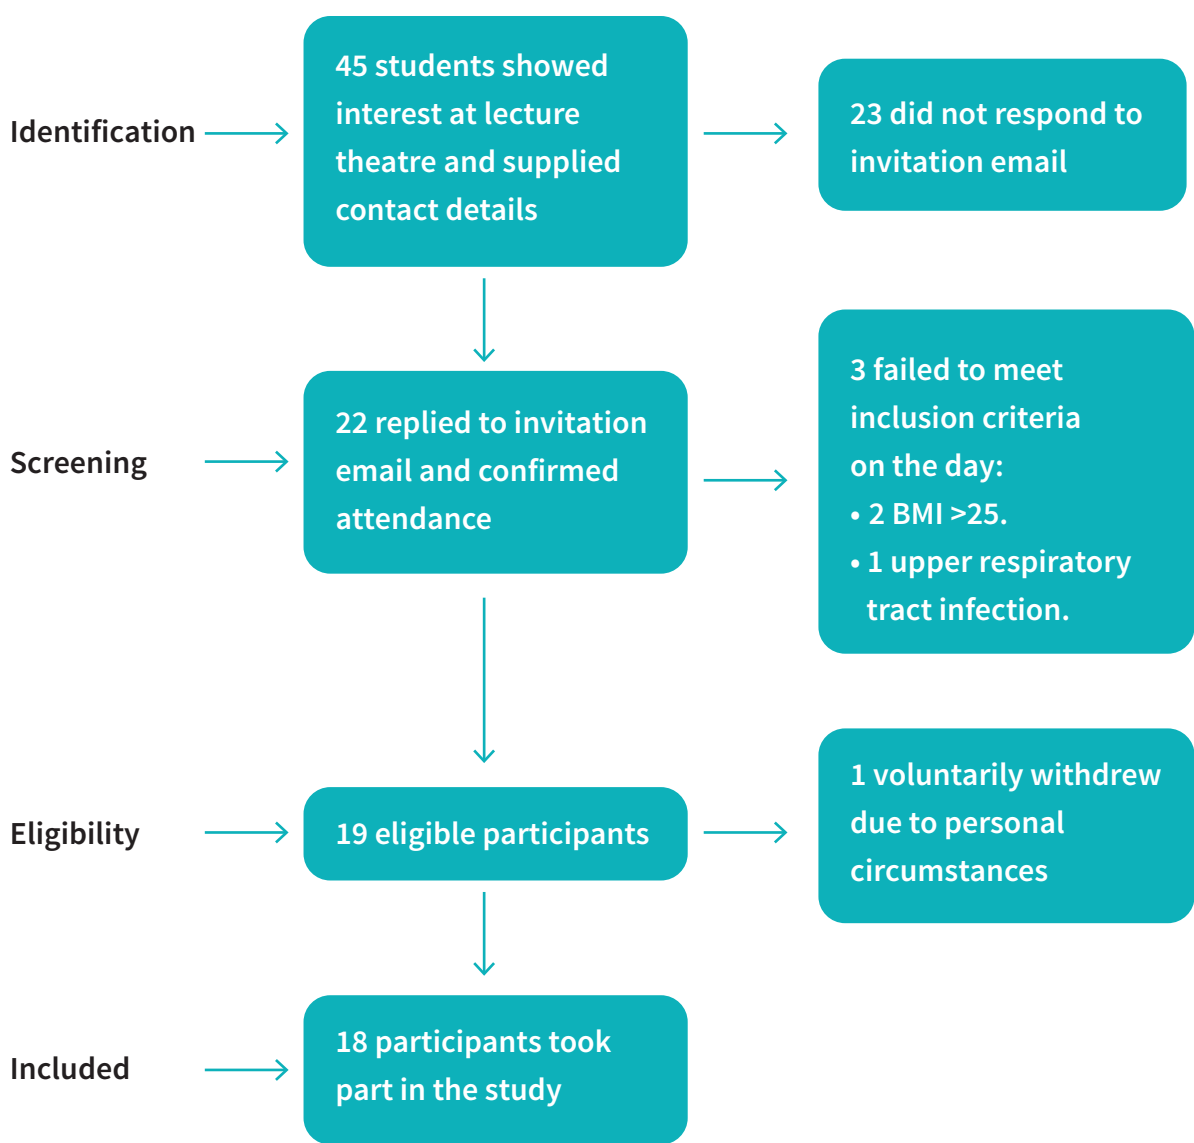 Identification
45 students showed
interest at lecture
theatre and supplied
contact details
23 did not respond to
invitation email
Screening
22 replied to invitation
email and confirmed
attendance
3 failed to meet
inclusion criteria
on the day:
• 2 BMI >25.
• 1 upper respiratory
tract infection.
Eligibility
19 eligible participants
1 voluntarily withdrew
due to personal
circumstances
Included
18 participants took
part in the study